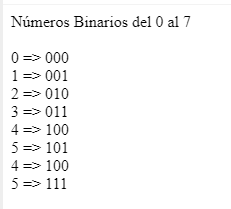 Números Binarios del 0 al 7
0 => 000
1 => 001
2 => 010
3 => 011
4 => 100
5 => 101
4 => 100
5 => 111